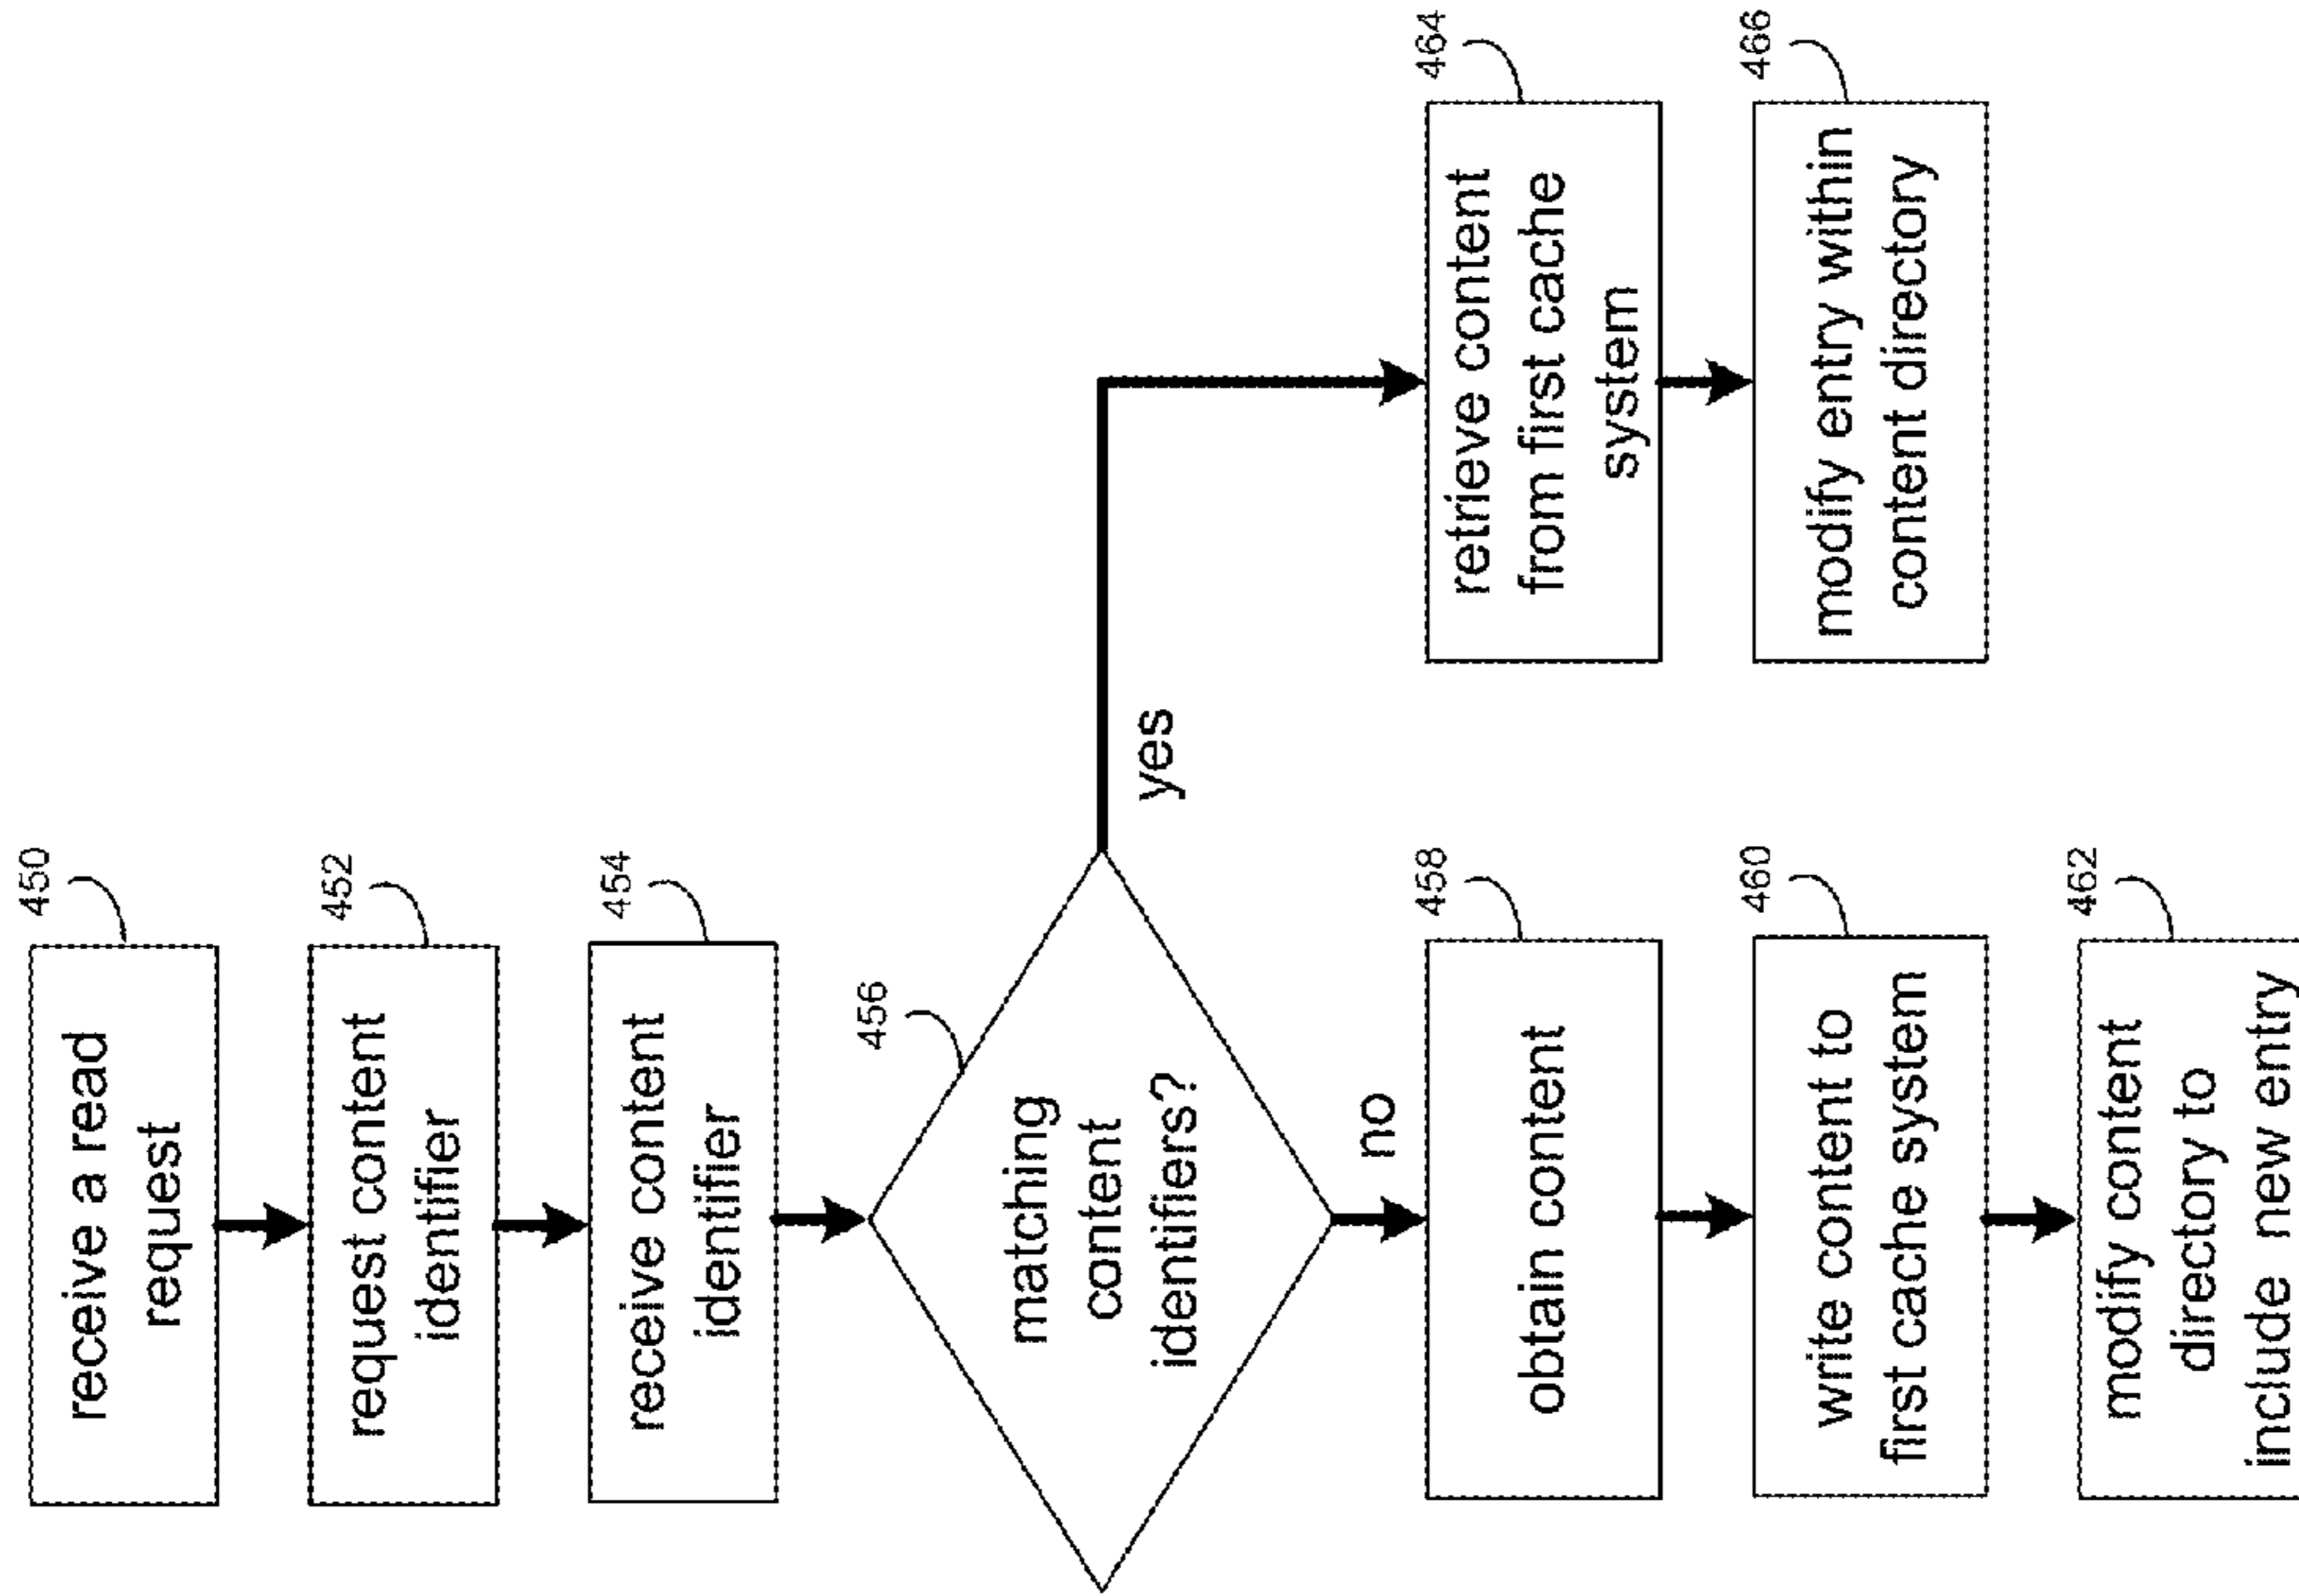 450
receive a read
request
452
request content
identifier
454
receive content
identifier
456
matching
content
identifiers?
yes
no
458
obtain content
460
write content to
first cache system
462
modify content
directory to
include new entry
464
retrieve content
from first cache
system
466
modify entry within
content directory